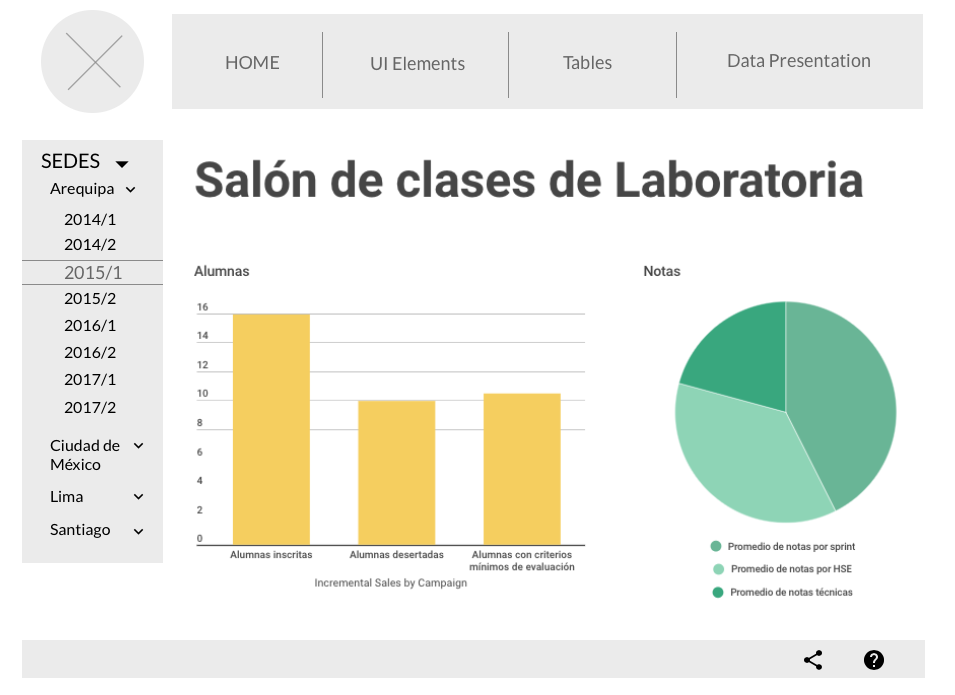 HOME
UI Elements
Tables
Data Presentation
SEDES
Arequipa
2014/1
2014/2
2015/1
2015/2
2016/1
2016/2
2017/1
2017/2
Ciudad de
México
Lima
Santiago
Salón de clases de Laboratoria
Alumnas
16
14
12
10
8
6
4
2
0
Alumnas inscritas
Alumnas desertadas
Alumnas con criterios
mínimos de evaluación
Incremental Sales by Campaign
Notas
Promedio de notas por sprint
Promedio de notas por HSE
Promedio de notas técnicas
?